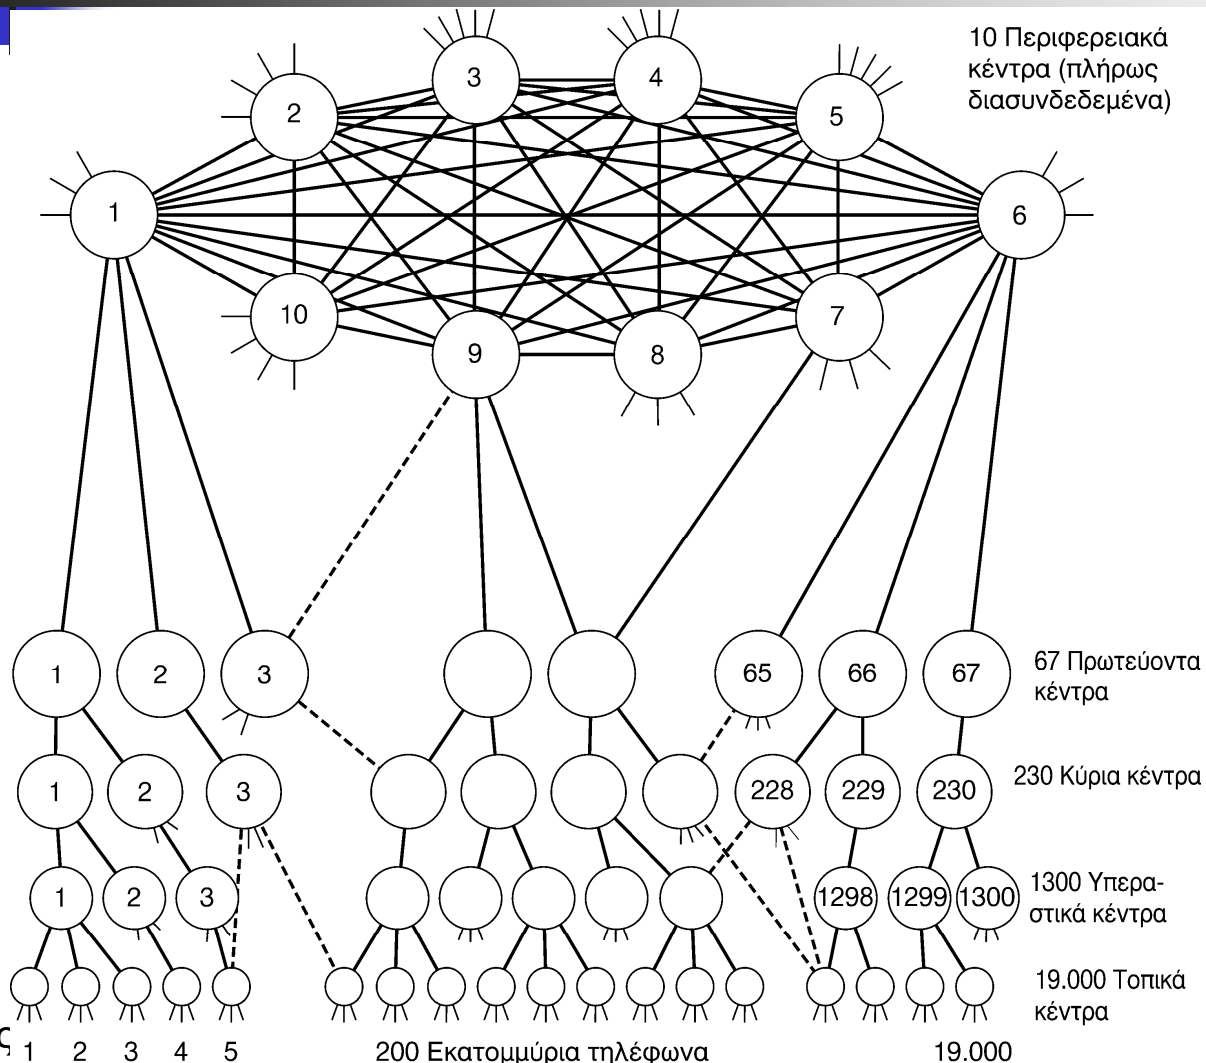 10 Περιφερειακά
κέντρα (πλήρως
διασυνδεδεμένα)
3 4
2 5
1 6
10 7
9 8
1 2 3 65 66 67
67 Πρωτεύοντα
κέντρα
1 2 3 228 229 230
230 Κύρια κέντρα
1 2 3 1298 1299 1300
1300 Υπερα-
στικά κέντρα
19.000 Τοπικά
κέντρα
ς 1 2 3 4 5 200 Εκατομμύρια τηλέφωνα 19.000